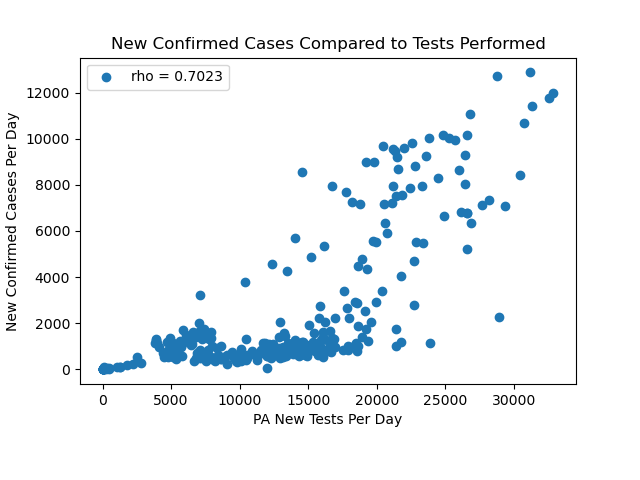 New Confirmed Cases Compared to Tests Performed
rho = 0.7023
New Confirmed Caeses Per Day
12000
10000
8000
6000
4000
2000
0
0 5000 10000 15000 20000 25000 30000
PA New Tests Per Day